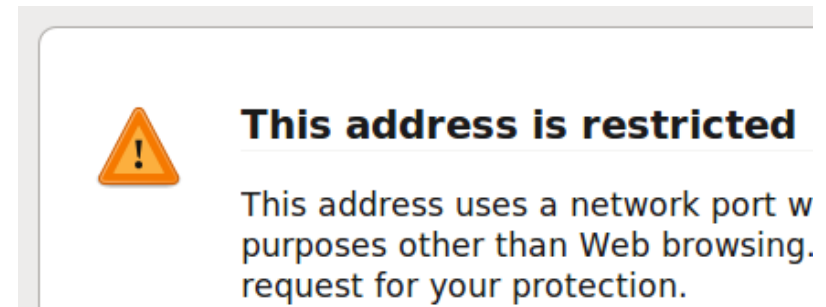 This address is restricted
This address uses a network port w
purposes other than Web browsing.
request for your protection.